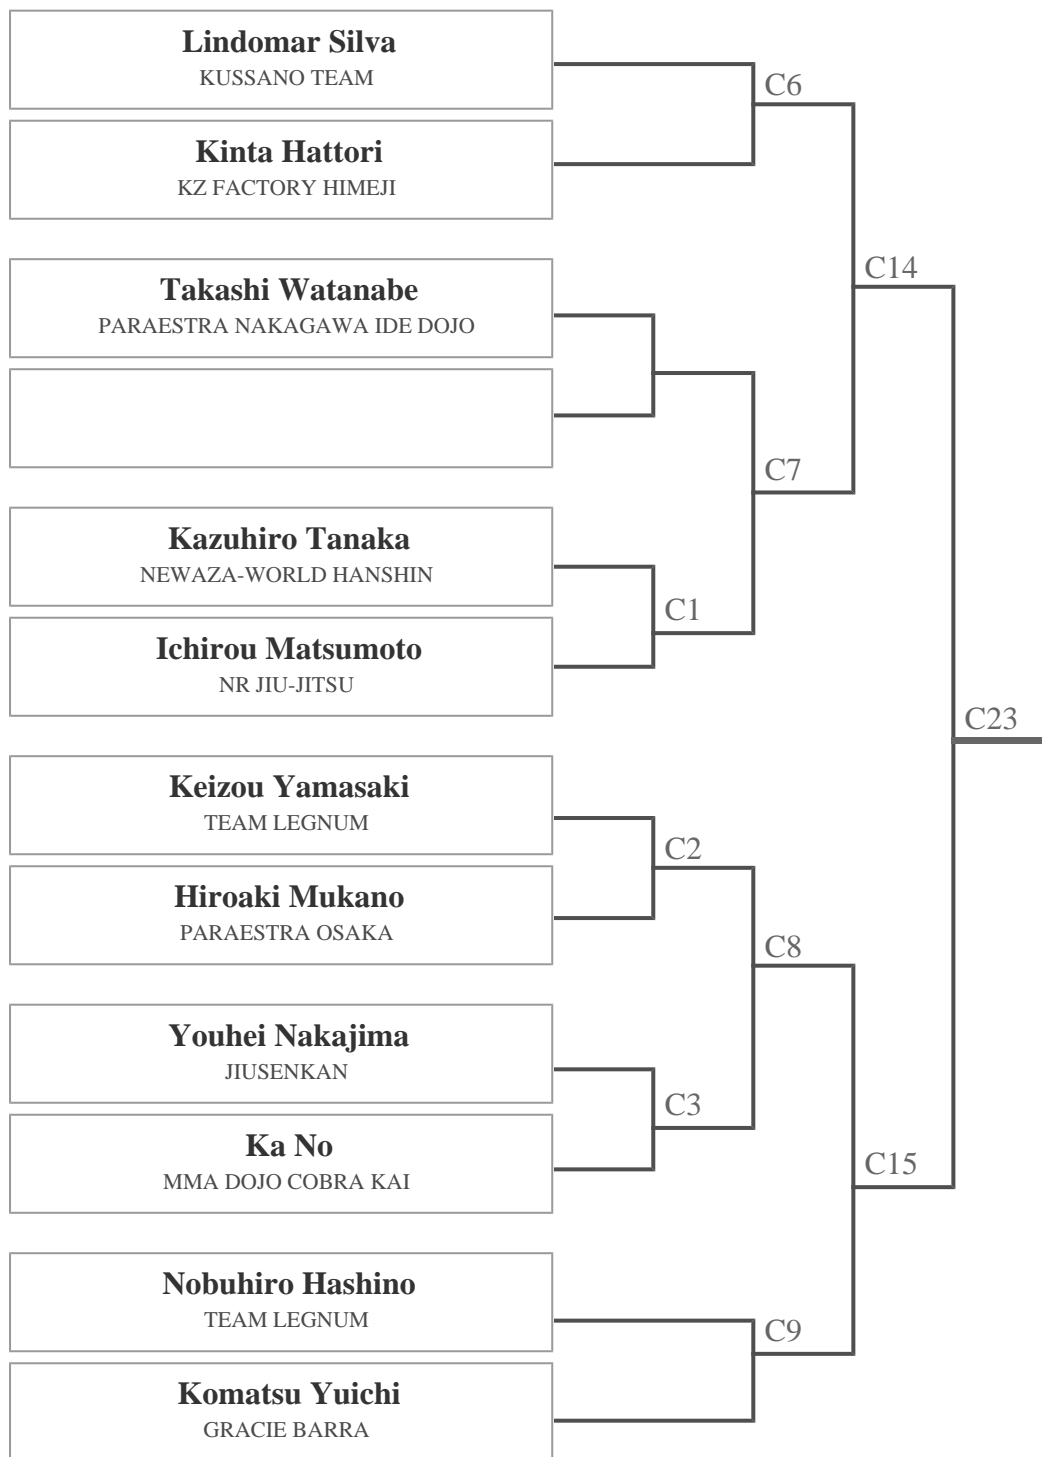 Lindomar Silva
KUSSANO TEAM
C6
Kinta Hattori
KZ FACTORY HIMEJI
C14
Takashi Watanabe
PARAESTRA NAKAGAWA IDE DOJO
C7
Kazuhiro Tanaka
NEWAZA-WORLD HANSHIN
C1
Ichirou Matsumoto
NR JIU-JITSU
C23
Keizou Yamasaki
TEAM LEGNUM
C2
Hiroaki Mukano
PARAESTRA OSAKA
C8
Youhei Nakajima
JIUSENKAN
C3
Ka No
MMA DOJO COBRA KAI
C15
Nobuhiro Hashino
TEAM LEGNUM
C9
Komatsu Yuichi
GRACIE BARRA